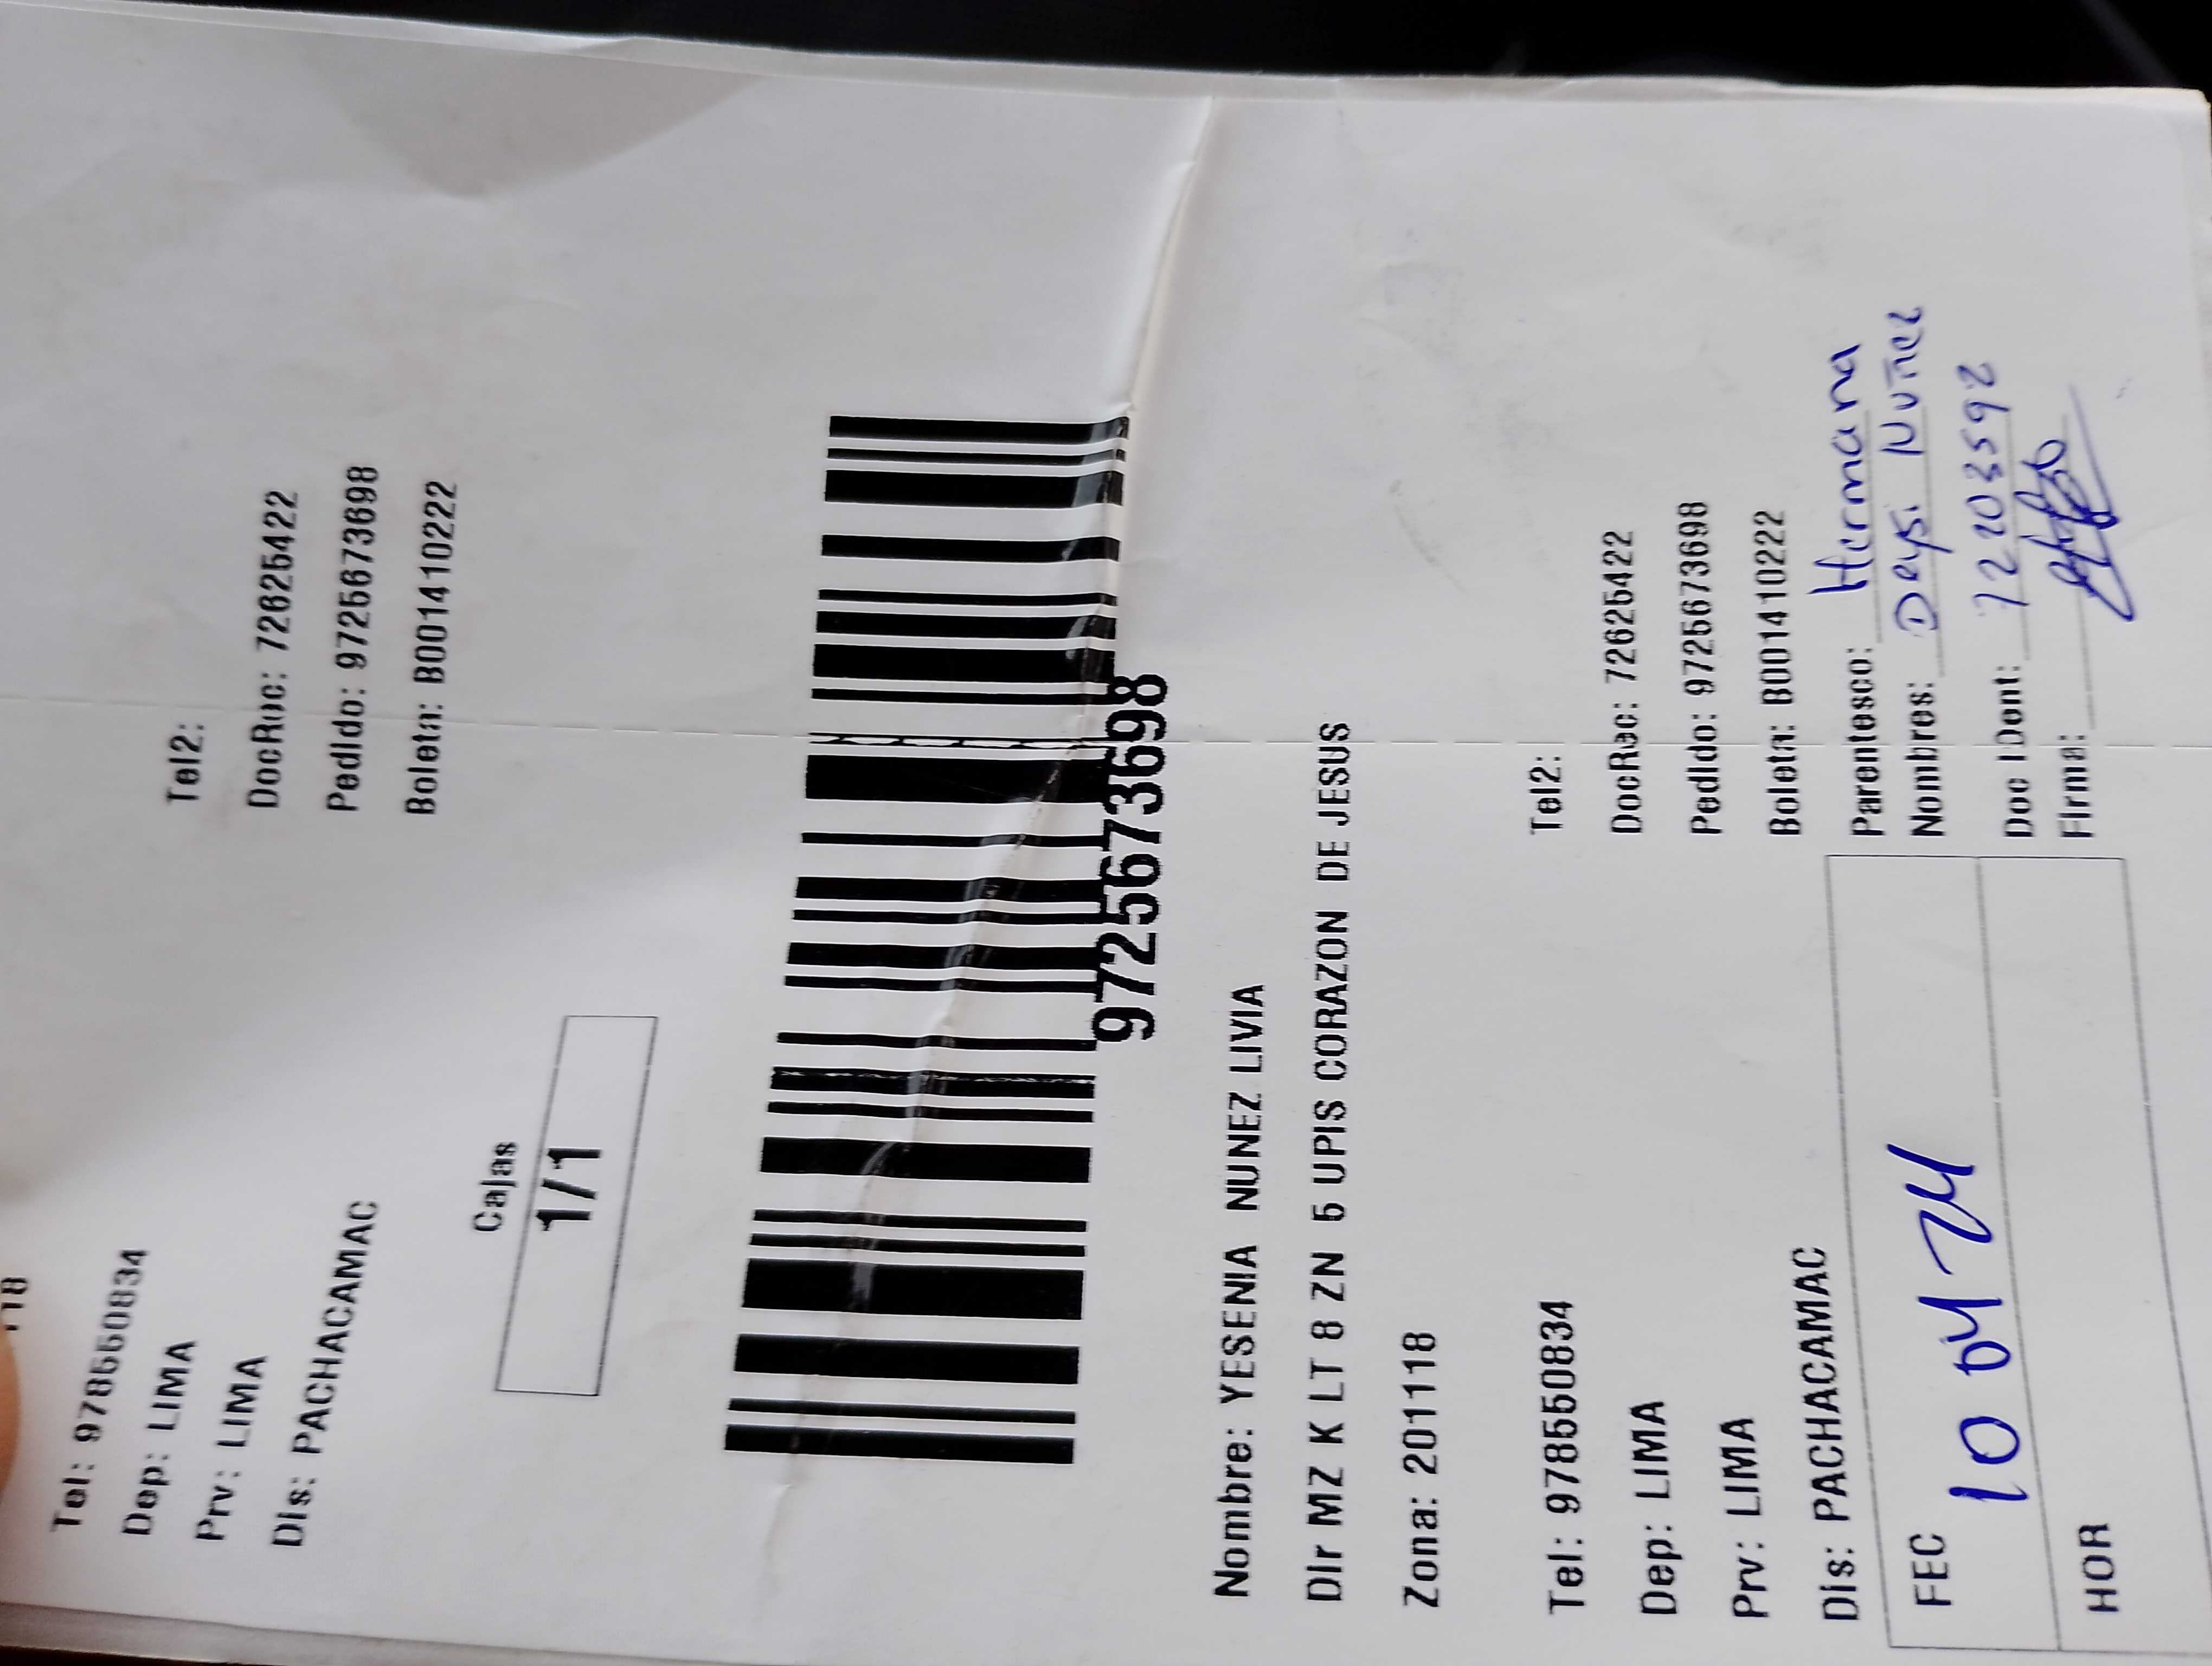 118
Tel: 978550834
Tel2:
Dep: LIMA
Prv: LIMA
DocRec: 72625422
Dis: PACHACAMAC
Pedido: 9725673698
Boleta: B001410222
Cajas
1/1
9725673698
Nombre: YESENIA NUNEZ LIVIA
Dir MZ K LT 8 ZN 5 UPIS CORAZON DE JESUS
Zona: 201118
Tel: 978550834
Tel2:
Dep: LIMA
DocRec: 72625422
Prv: LIMA
Pedido: 9725673698
Dis: PACHACAMAC
Boleta: B001410222
FEC 10 04 24
HOR
Parentesco: Hermana
Nombres: Deysi Nuñez
Doc IDent: 72203592
Firma: